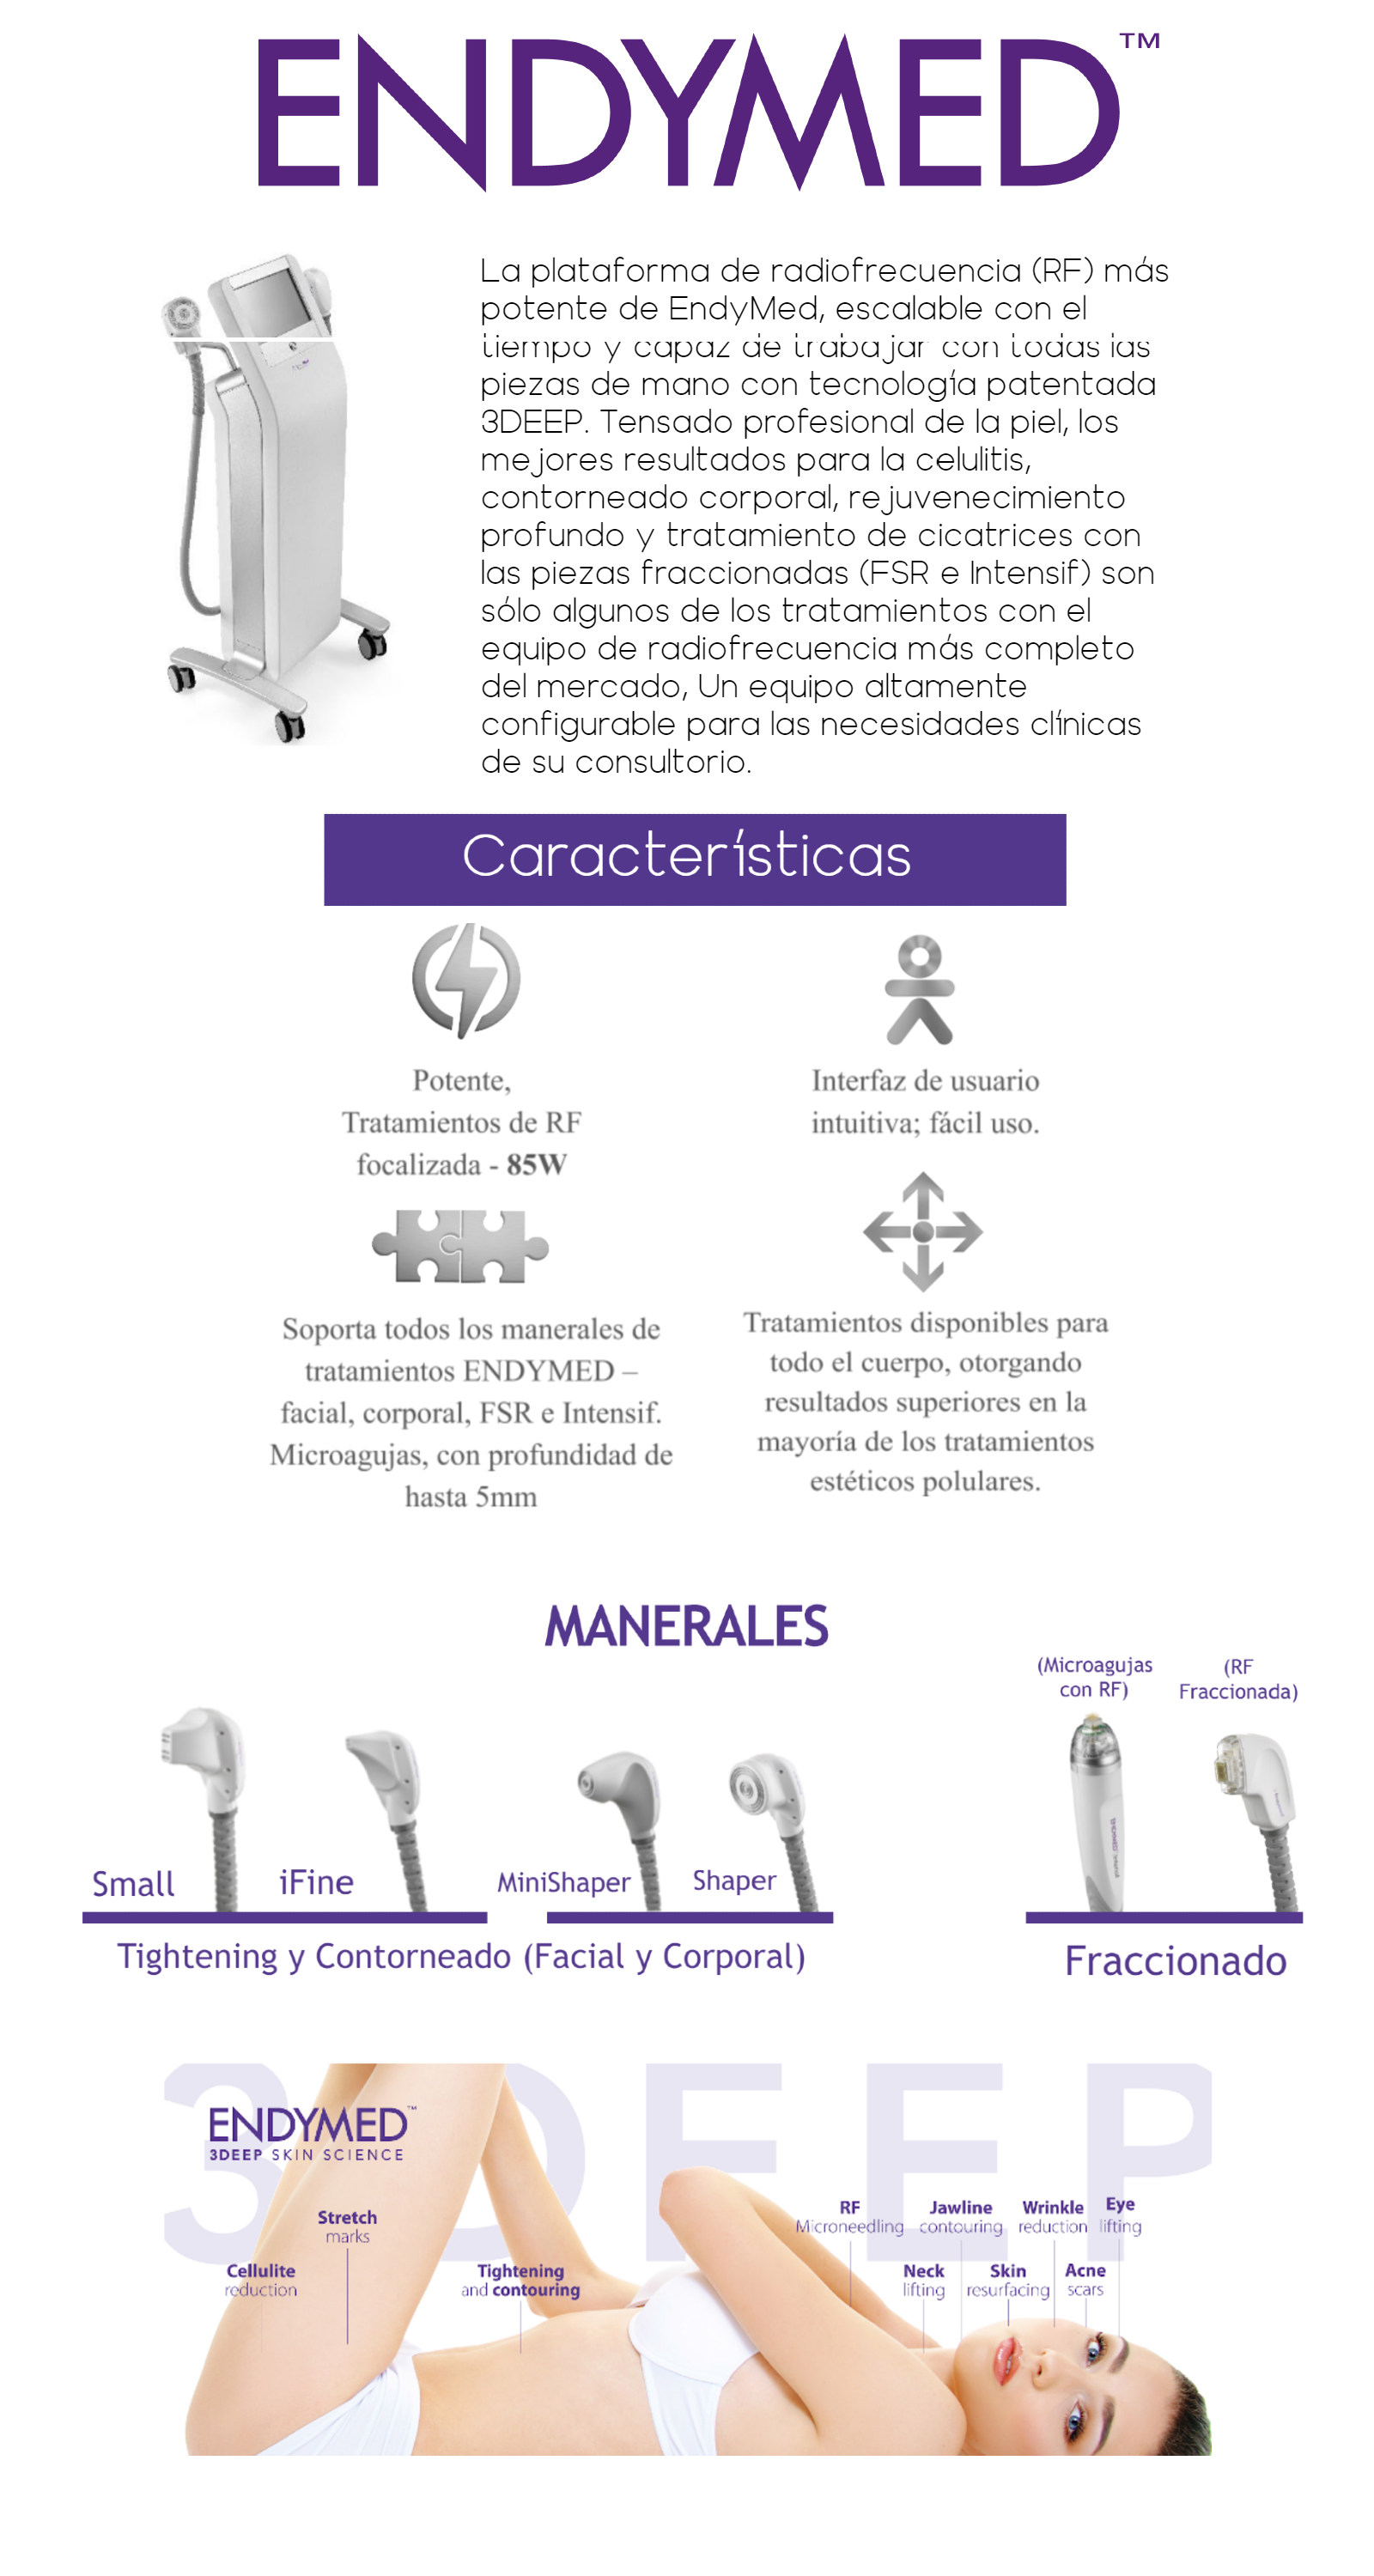 ENDYMED™
La plataforma de radiofrecuencia (RF) más
potente de EndyMed, escalable con el
tiempo y capaz de trabajar con todas las
piezas de mano con tecnología patentada
3DEEP. Tensado profesional de la piel, los
mejores resultados para la celulitis,
contorneado corporal, rejuvenecimiento
profundo y tratamiento de cicatrices con
las piezas fraccionadas (FSR e Intensif) son
sólo algunos de los tratamientos con el
equipo de radiofrecuencia más completo
del mercado, Un equipo altamente
configurable para las necesidades clínicas
de su consultorio.
Características
Potente,
Tratamientos de RF
focalizada - 85W
Interfaz de usuario
intuitiva; fácil uso.
Soporta todos los manerales de
tratamientos ENDYMED –
facial, corporal, FSR e Intensif.
Microagujas, con profundidad de
hasta 5mm
Tratamientos disponibles para
todo el cuerpo, otorgando
resultados superiores en la
mayoría de los tratamientos
estéticos polulares.
MANERALES
(Microagujas
con RF)
(RF
Fraccionada)
Small
iFine
MiniShaper
Shaper
Tightening y Contorneado (Facial y Corporal)
Fraccionado
3DEEP
ENDYMED™
3DEEP SKIN SCIENCE
Stretch
marks
Cellulite
reduction
Tightening
and contouring
RF
Microneedling
Jawline
contouring
Wrinkle
reduction
Eye
lifting
Neck
lifting
Skin
resurfacing
Acne
scars